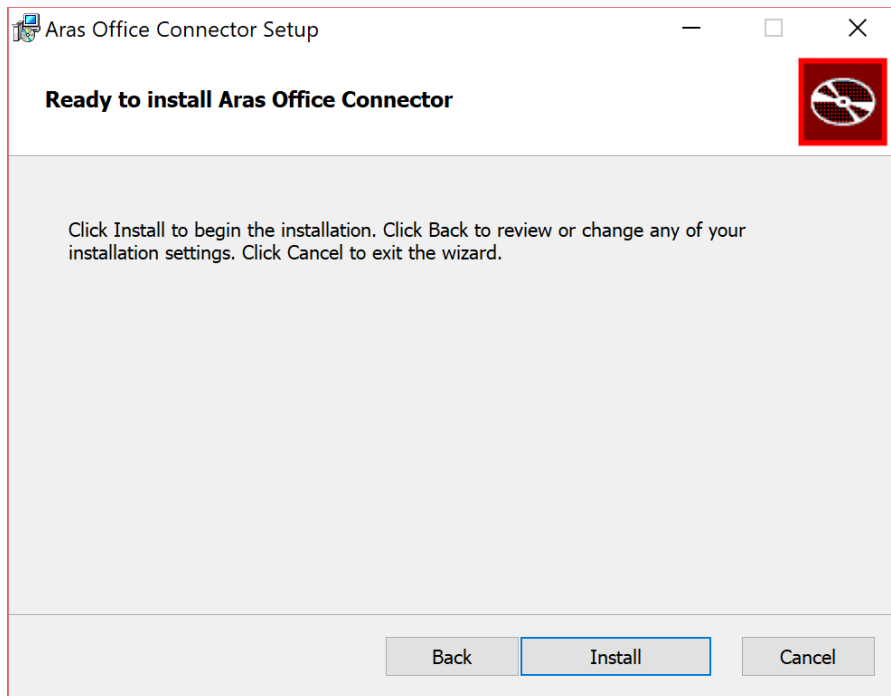 Aras Office Connector Setup
Ready to install Aras Office Connector
Click Install to begin the installation. Click Back to review or change any of your
installation settings. Click Cancel to exit the wizard.
Back
Install
Cancel